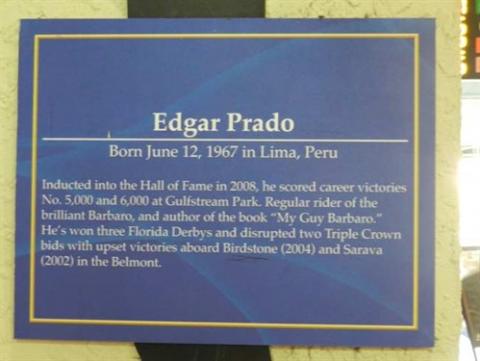 Edgar Prado
Born June 12, 1967 in Lima, Peru
Inducted into the Hall of Fame in 2008, he scored career victories
No. 5,000 and 6,000 at Gulfstream Park. Regular rider of the
brilliant Barbaro, and author of the book “My Guy Barbaro.”
He’s won three Florida Derbys and disrupted two Triple Crown
bids with upset victories aboard Birdstone (2004) and Sarava
(2002) in the Belmont.